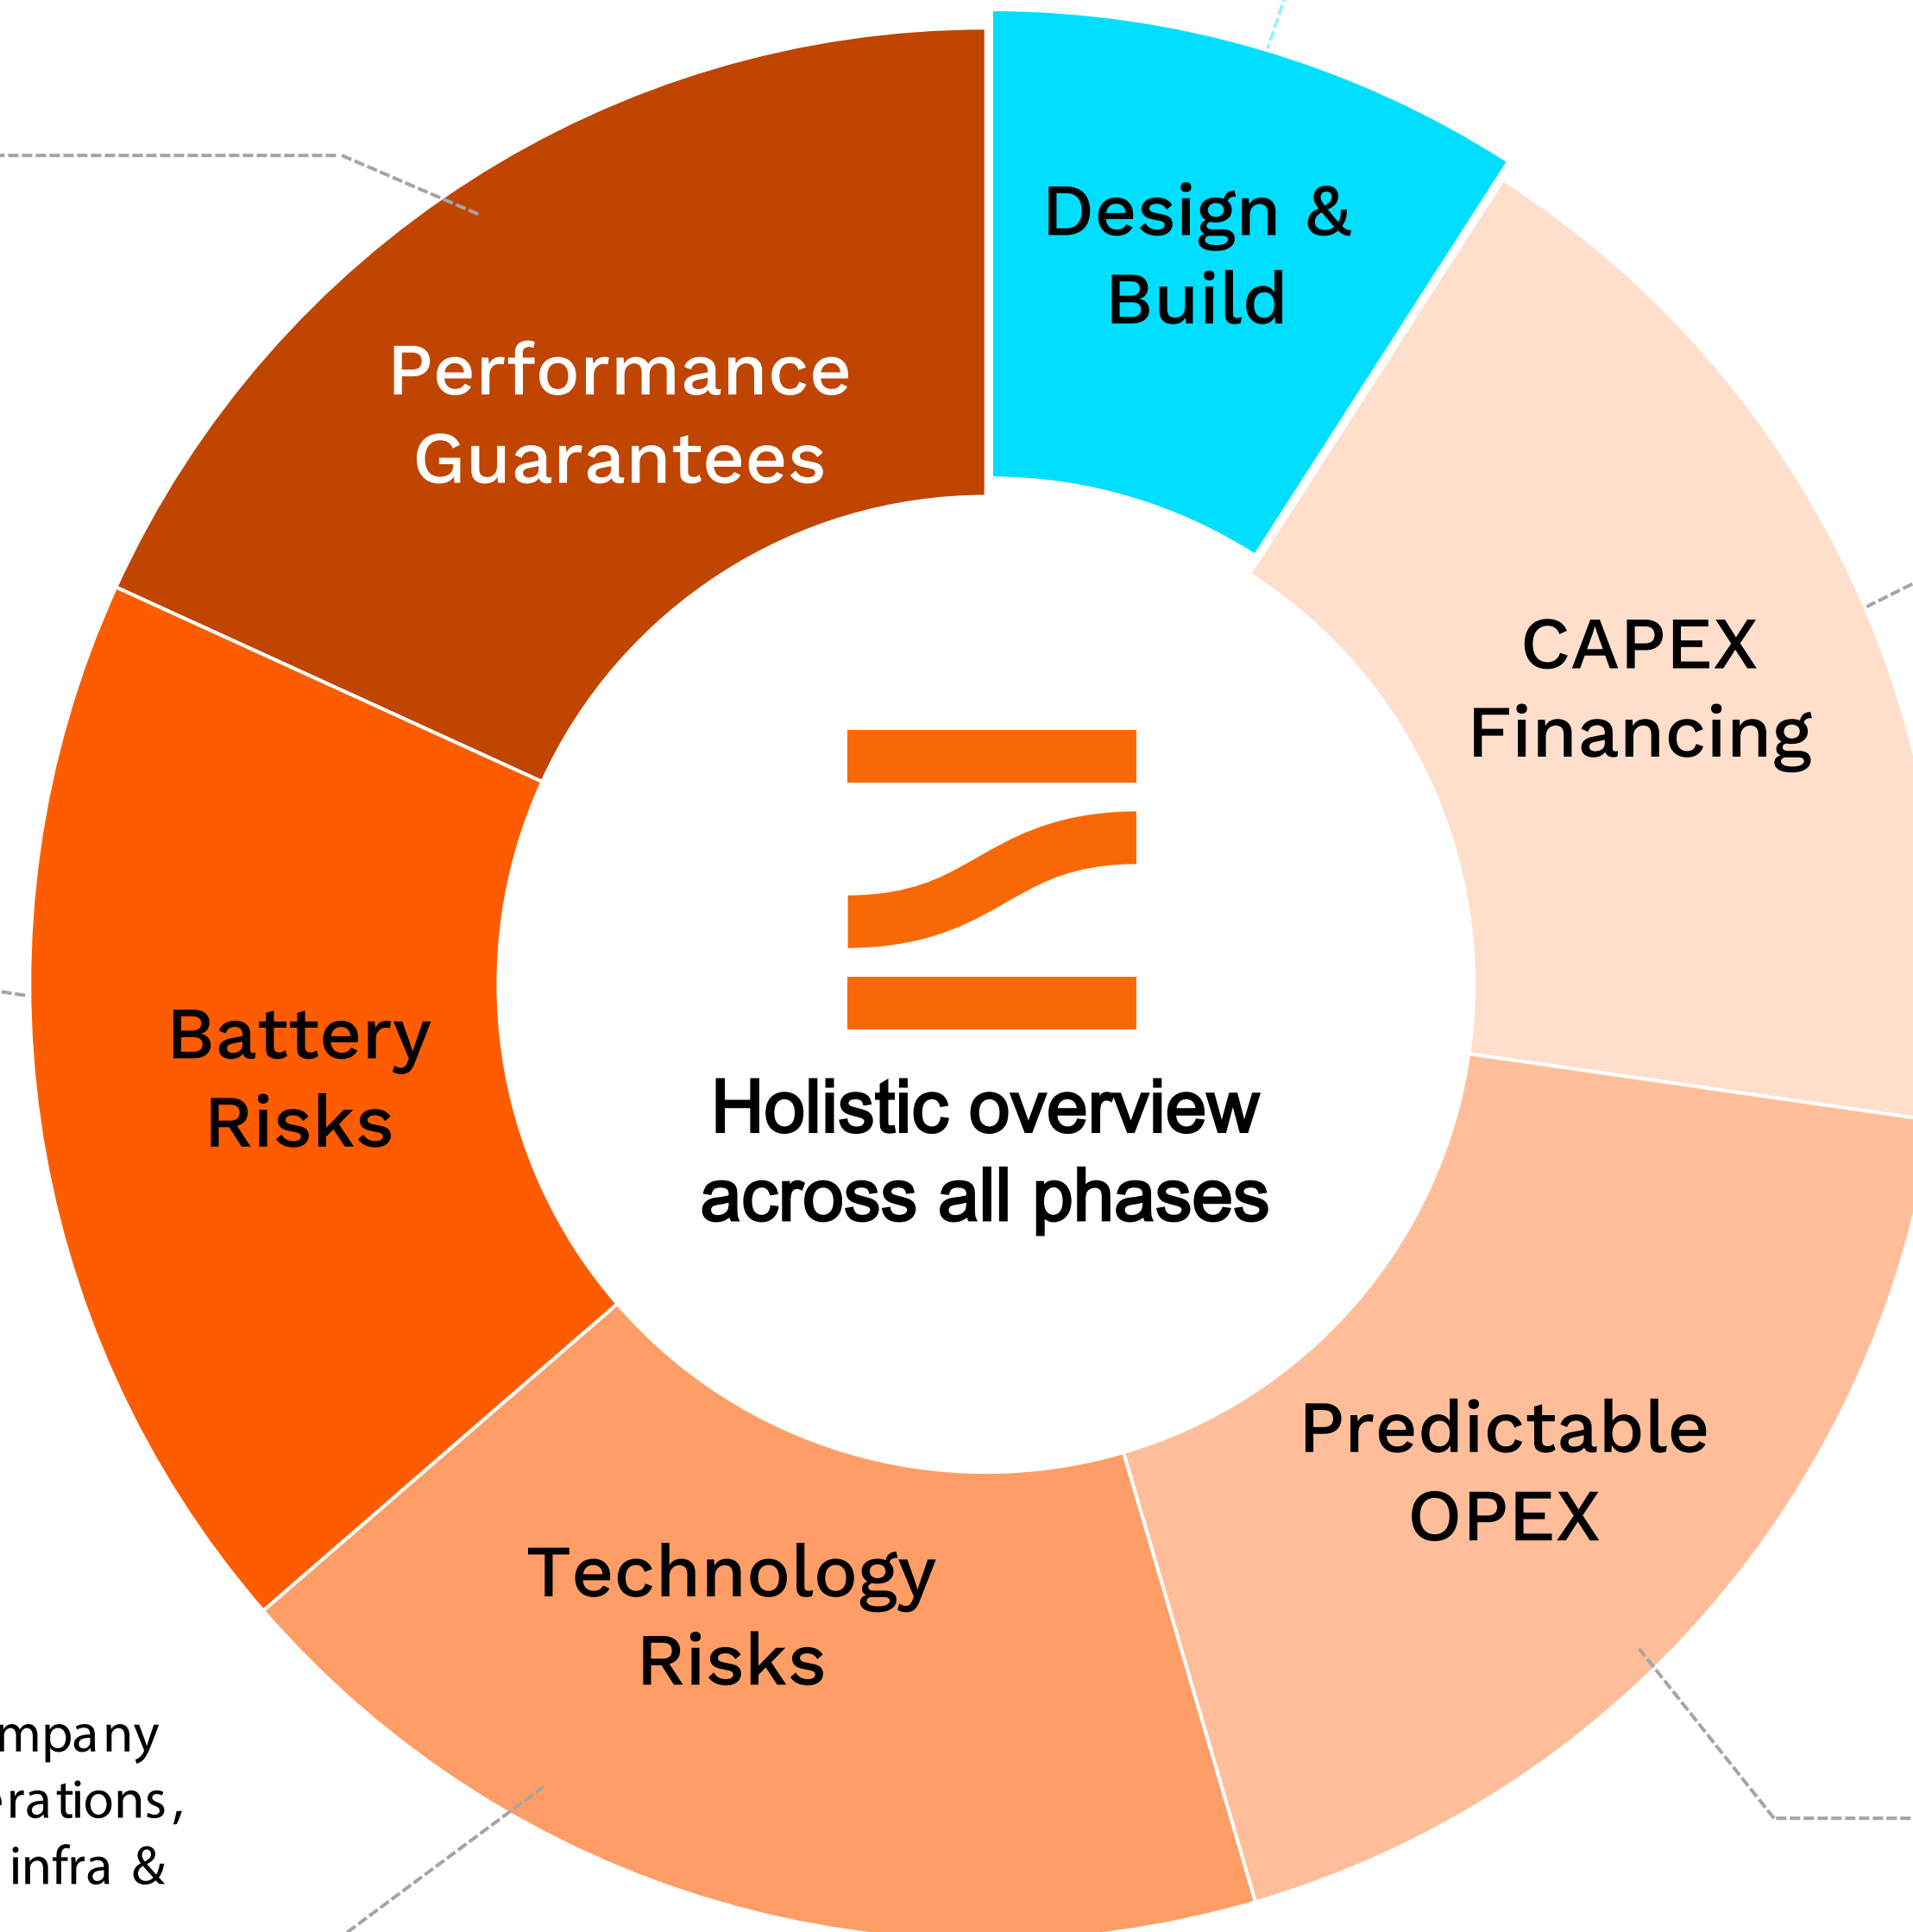 Design &
Build
Performance
Guarantees
CAPEX
Financing
Battery
Risks
Holistic overview
across all phases
Predictable
OPEX
Technology
Risks
infra &